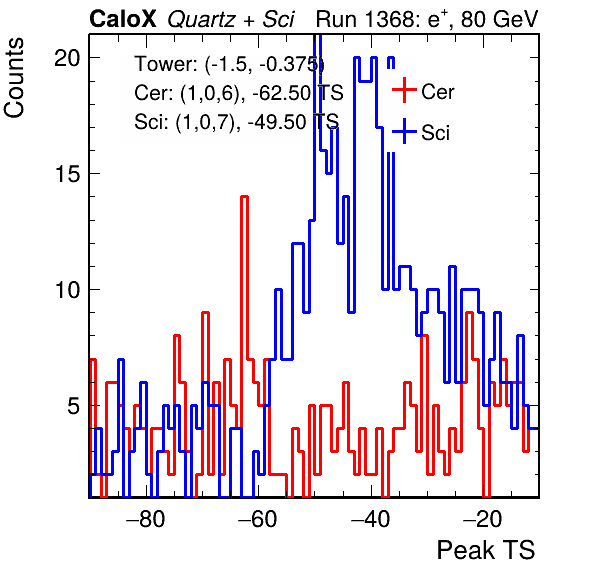 CaloX Quartz + Sci Run 1368: e⁺, 80 GeV
Counts
Tower: (-1.5, -0.375)
Cer: (1,0,6), -62.50 TS
Sci: (1,0,7), -49.50 TS
Cer
Sci
20
15
10
5
−80 −60 −40 −20
Peak TS